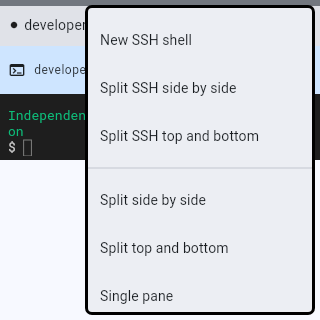 developer
New SSH shell
develope
Split SSH side by side
Independen
on
$
Split SSH top and bottom
Split side by side
Split top and bottom
Single pane